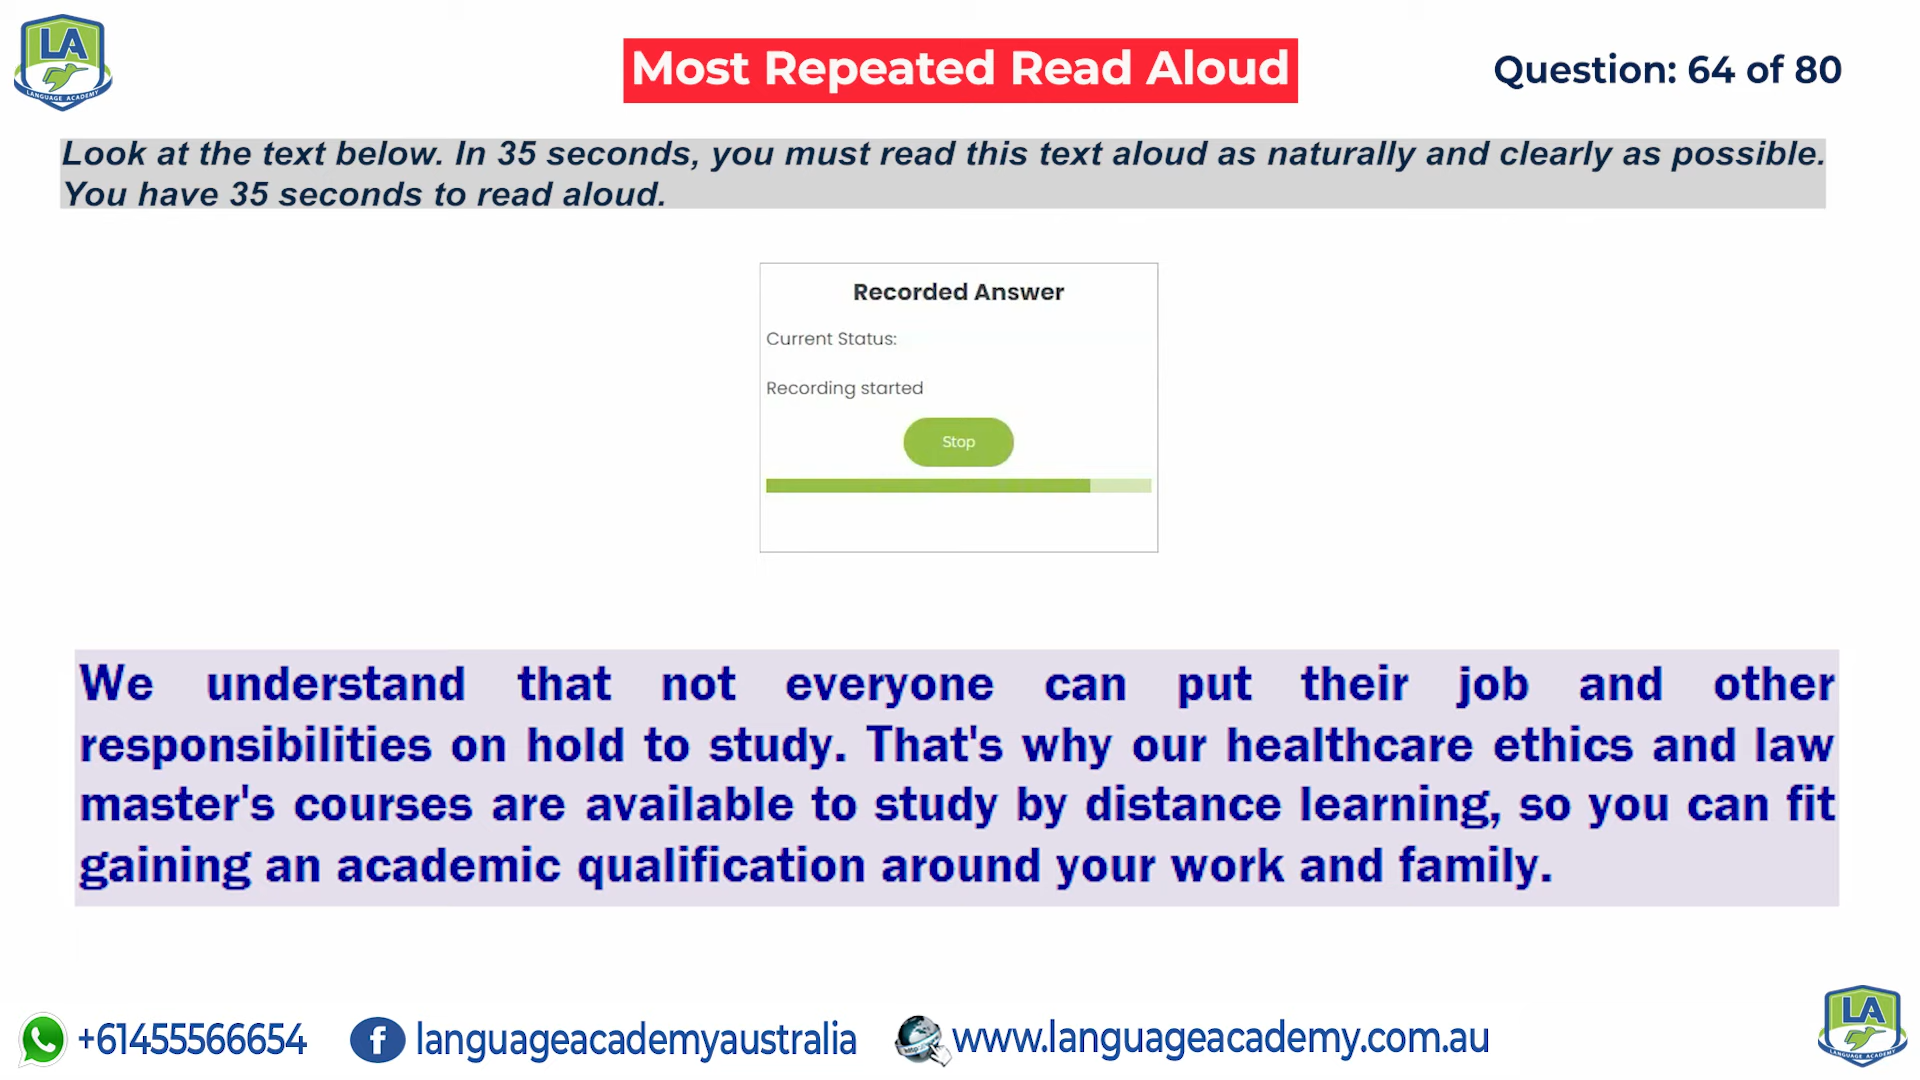 LA
LANGUAGE ACADEMY
Most Repeated Read Aloud
Question: 64 of 80
Look at the text below. In 35 seconds, you must read this text aloud as naturally and clearly as possible.
You have 35 seconds to read aloud.
Recorded Answer
Current Status:
Recording started
Stop
We understand that not everyone can put their job and other
responsibilities on hold to study. That's why our healthcare ethics and law
master's courses are available to study by distance learning, so you can fit
gaining an academic qualification around your work and family.
+61455566654
f
languageacademyaustralia
http
www.languageacademy.com.au
LA
LANGUAGE ACADEMY